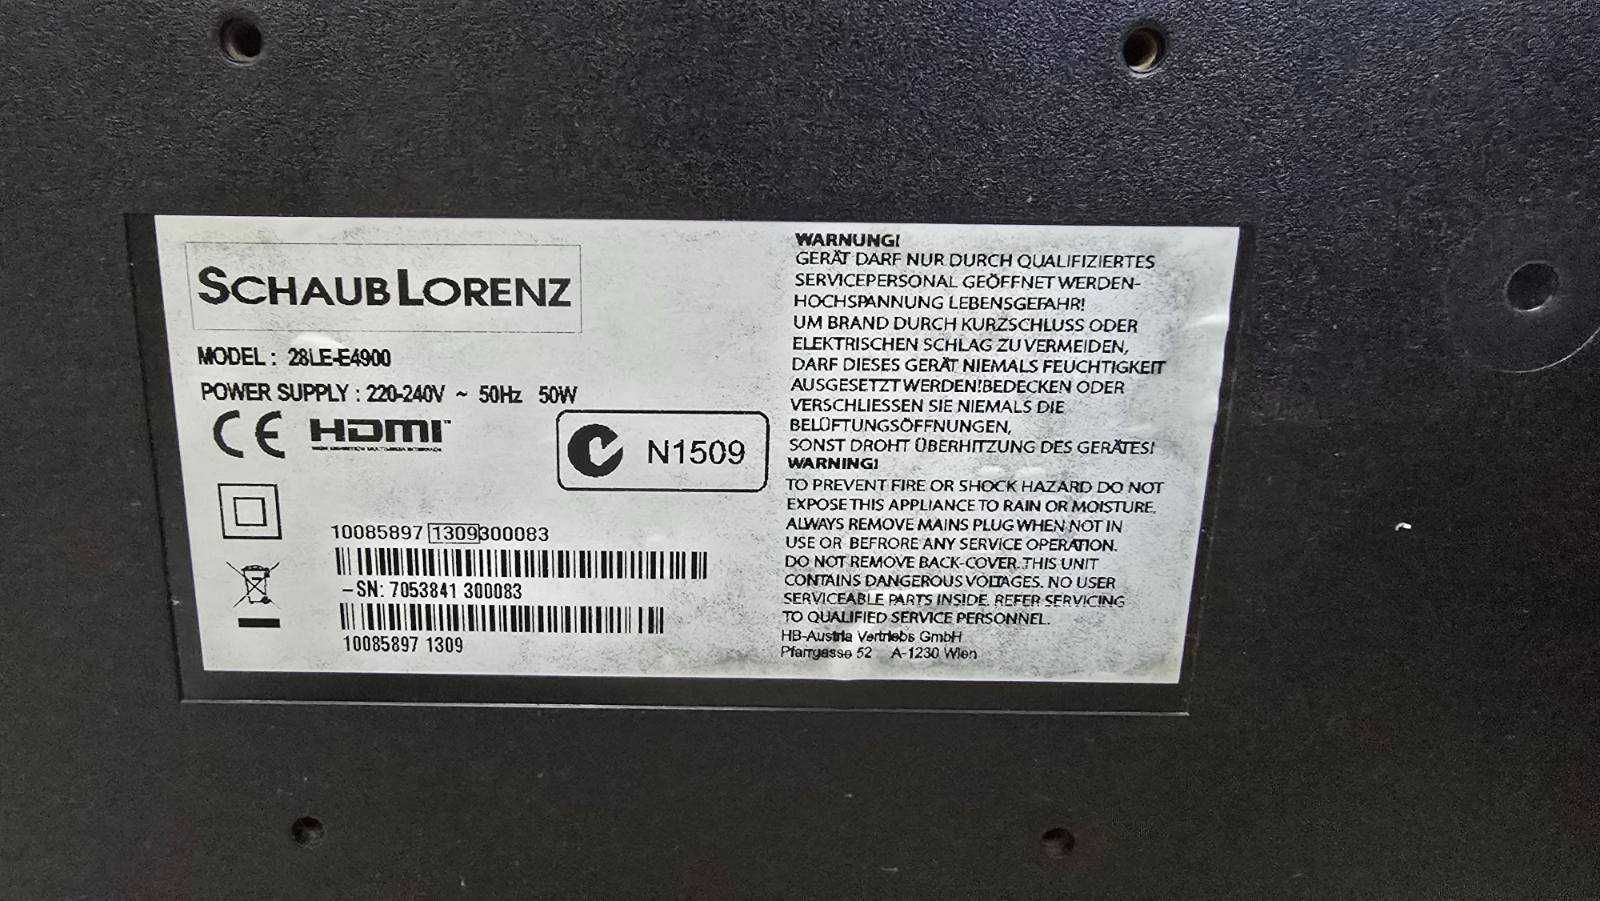 SCHAUB LORENZ
MODEL : 28LE-E4900
POWER SUPPLY : 220-240V ~ 50Hz 50W
CE HDMI™
HIGH-DEFINITION MULTIMEDIA INTERFACE
N1509
10085897 1309300083
-SN: 7053841 300083
10085897 1309
WARNUNG!
GERÄT DARF NUR DURCH QUALIFIZIERTES
SERVICEPERSONAL GEÖFFNET WERDEN-
HOCHSPANNUNG LEBENSGEFAHR!
UM BRAND DURCH KURZSCHLUSS ODER
ELEKTRISCHEN SCHLAG ZU VERMEIDEN,
DARF DIESES GERÄT NIEMALS FEUCHTIGKEIT
AUSGESETZT WERDEN!BEDECKEN ODER
VERSCHLIESSEN SIE NIEMALS DIE
BELÜFTUNGSÖFFNUNGEN,
SONST DROHT ÜBERHITZUNG DES GERÄTES!
WARNING!
TO PREVENT FIRE OR SHOCK HAZARD DO NOT
EXPOSE THIS APPLIANCE TO RAIN OR MOISTURE.
ALWAYS REMOVE MAINS PLUG WHEN NOT IN
USE OR BEFRORE ANY SERVICE OPERATION.
DO NOT REMOVE BACK-COVER. THIS UNIT
CONTAINS DANGEROUS VOLTAGES. NO USER
SERVICEABLE PARTS INSIDE. REFER SERVICING
TO QUALIFIED SERVICE PERSONNEL.
HB-Austria Vertriebs GmbH
Pfarrgasse 52 A-1230 Wien